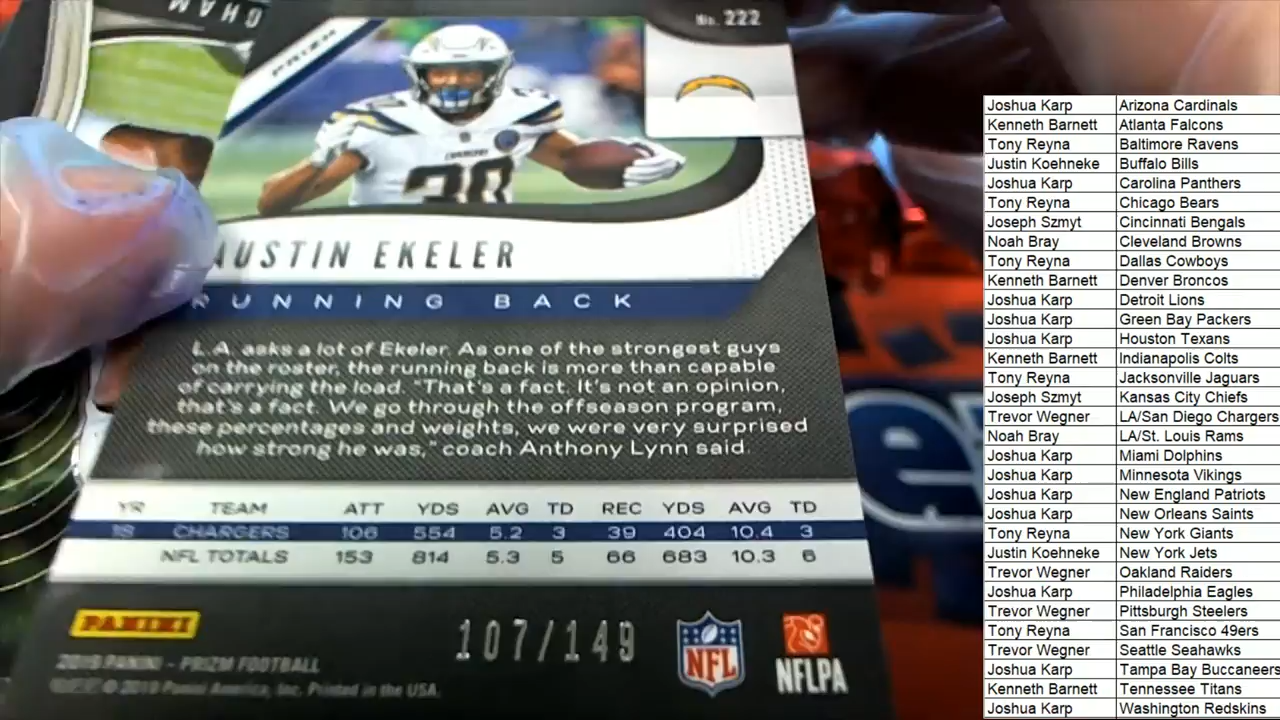 HAM
No. 222
PRIZM
CHARGERS
30
AUSTIN EKELER
RUNNING BACK
L.A. asks a lot of Ekeler. As one of the strongest guys
on the roster, the running back is more than capable
of carrying the load. "That's a fact. It's not an opinion,
that's a fact. We go through the offseason program,
these percentages and weights, we were very surprised
how strong he was," coach Anthony Lynn said.
YR TEAM ATT YDS AVG TD REC YDS AVG TD
18 CHARGERS 106 554 5.2 3 39 404 10.4 3
NFL TOTALS 153 814 5.3 5 66 683 10.3 6
PANINI
107/149
NFL
NFLPA
2019 PANINI - PRIZM FOOTBALL
© 2019 Panini America, Inc. Printed in the USA.
Joshua Karp Arizona Cardinals
Kenneth Barnett Atlanta Falcons
Tony Reyna Baltimore Ravens
Justin Koehneke Buffalo Bills
Joshua Karp Carolina Panthers
Tony Reyna Chicago Bears
Joseph Szmyt Cincinnati Bengals
Noah Bray Cleveland Browns
Tony Reyna Dallas Cowboys
Kenneth Barnett Denver Broncos
Joshua Karp Detroit Lions
Joshua Karp Green Bay Packers
Joshua Karp Houston Texans
Kenneth Barnett Indianapolis Colts
Tony Reyna Jacksonville Jaguars
Joseph Szmyt Kansas City Chiefs
Trevor Wegner LA/San Diego Chargers
Noah Bray LA/St. Louis Rams
Joshua Karp Miami Dolphins
Joshua Karp Minnesota Vikings
Joshua Karp New England Patriots
Joshua Karp New Orleans Saints
Tony Reyna New York Giants
Justin Koehneke New York Jets
Trevor Wegner Oakland Raiders
Joshua Karp Philadelphia Eagles
Trevor Wegner Pittsburgh Steelers
Tony Reyna San Francisco 49ers
Trevor Wegner Seattle Seahawks
Joshua Karp Tampa Bay Buccaneers
Kenneth Barnett Tennessee Titans
Joshua Karp Washington Redskins